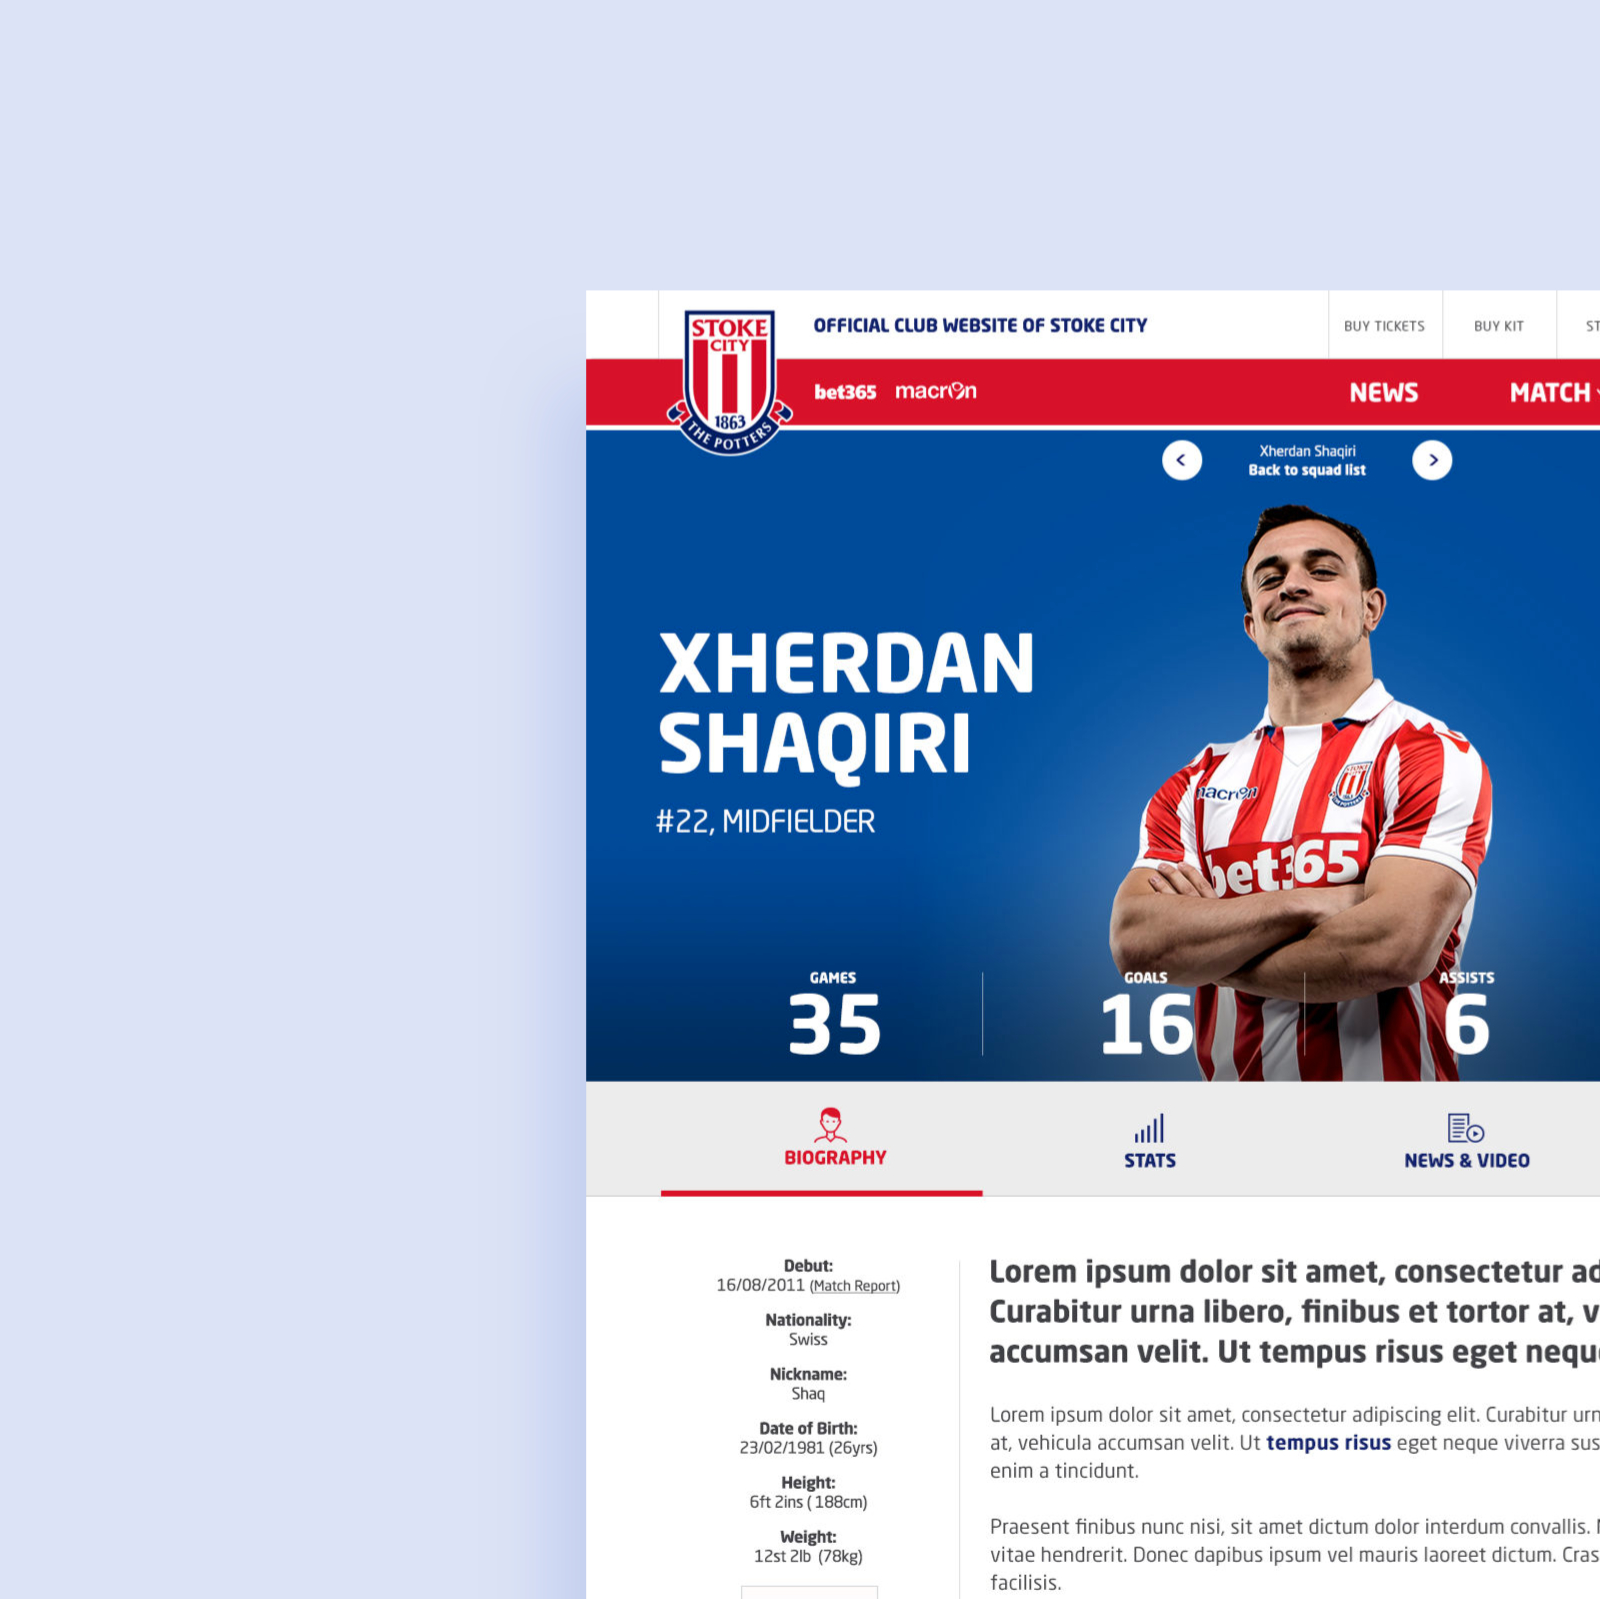 STOKE
CITY
1863
THE POTTERS
OFFICIAL CLUB WEBSITE OF STOKE CITY
BUY TICKETS
BUY KIT
ST
bet365
macron
NEWS
MATCH
Xherdan Shaqiri
Back to squad list
XHERDAN
SHAQIRI
#22, MIDFIELDER
macron
STOKE
CITY
bet365
GAMES
35
GOALS
16
ASSISTS
6
BIOGRAPHY
STATS
NEWS & VIDEO
Debut:
16/08/2011 (Match Report)
Nationality:
Swiss
Nickname:
Shaq
Date of Birth:
23/02/1981 (26yrs)
Height:
6ft 2ins ( 188cm)
Weight:
12st 2lb (78kg)
Lorem ipsum dolor sit amet, consectetur ad
Curabitur urna libero, finibus et tortor at, v
accumsan velit. Ut tempus risus eget nequ
Lorem ipsum dolor sit amet, consectetur adipiscing elit. Curabitur urn
at, vehicula accumsan velit. Ut tempus risus eget neque viverra sus
enim a tincidunt.
Praesent finibus nunc nisi, sit amet dictum dolor interdum convallis.
vitae hendrerit. Donec dapibus ipsum vel mauris laoreet dictum. Cras
facilisis.